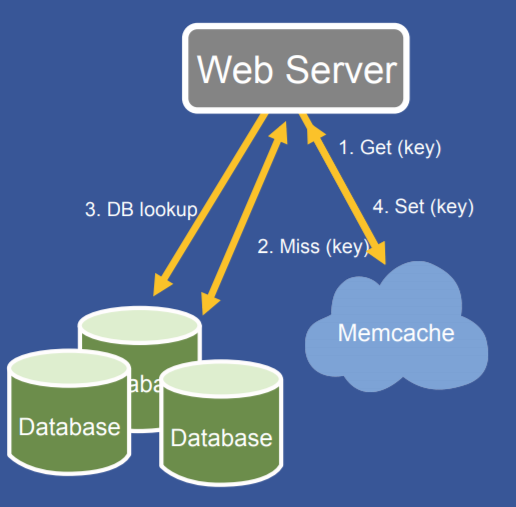 Web Server
1. Get (key)
3. DB lookup
4. Set (key)
2. Miss (key)
Memcache
Database
Database